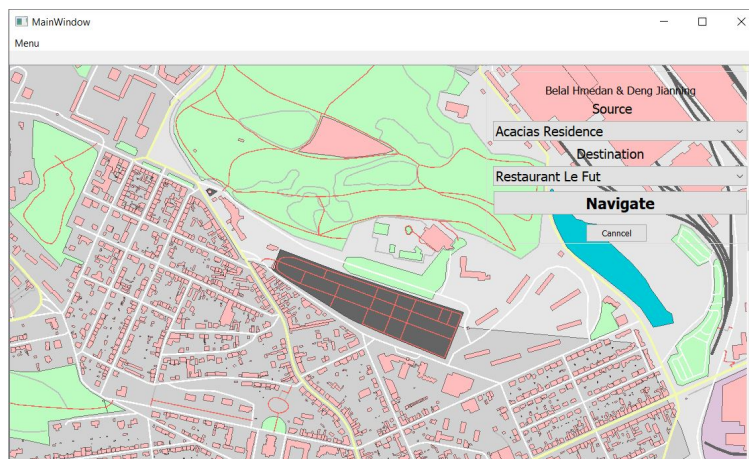 MainWindow
Menu
Belal Hmedan & Deng Jianning
Source
Acacias Residence
Destination
Restaurant Le Fut
Navigate
Canncel